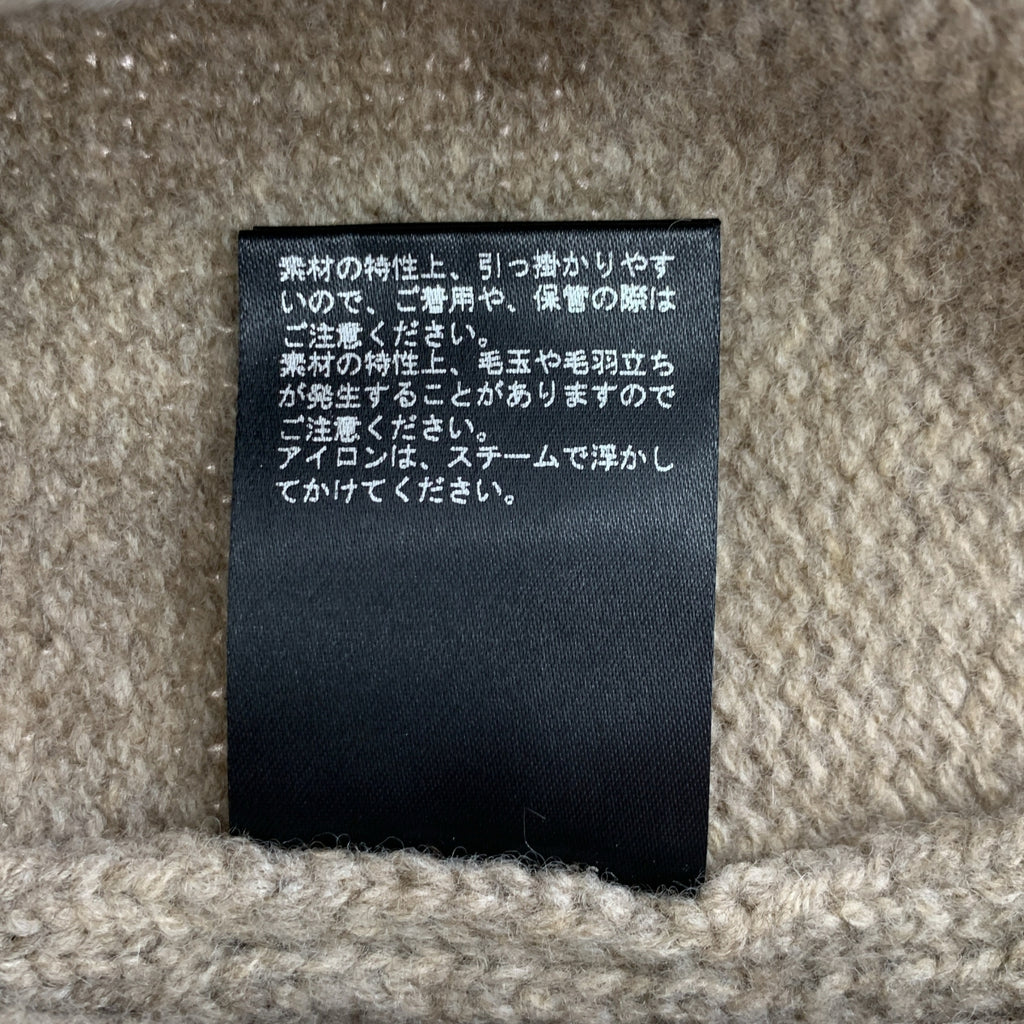 素材の特性上、引っ掛かりやす
いので、ご着用や、保管の際は
ご注意ください。
素材の特性上、毛玉や毛羽立ち
が発生することがありますので
ご注意ください。
アイロンは、スチームで浮かし
てかけてください。